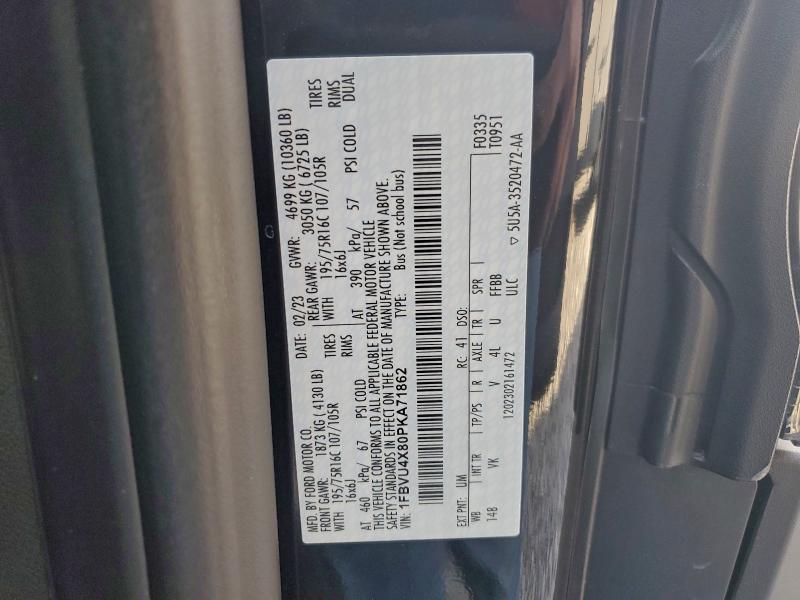 MFD. BY FORD MOTOR CO.
DATE: 02/23 GVWR: 4699 KG (10360 LB)
FRONT GAWR: 1873 KG ( 4130 LB) REAR GAWR: 3050 KG ( 6725 LB)
WITH 195/75R16C 107/105R TIRES WITH 195/75R16C 107/105R TIRES
16x6J RIMS 16x6J RIMS
AT 460 kPa/ 67 PSI COLD AT 390 kPa/ 57 PSI COLD DUAL
THIS VEHICLE CONFORMS TO ALL APPLICABLE FEDERAL MOTOR VEHICLE
SAFETY STANDARDS IN EFFECT ON THE DATE OF MANUFACTURE SHOWN ABOVE.
VIN: 1FBVU4X80PKA71862 TYPE: Bus (Not school bus)
F0335
EXT PNT: UM RC: 41 DSO: T0951
WB INT TR TP/PS R AXLE TR SPR
148 VK V 4L U FFBB
1202302161472 ULC
5U5A-3520472-AA